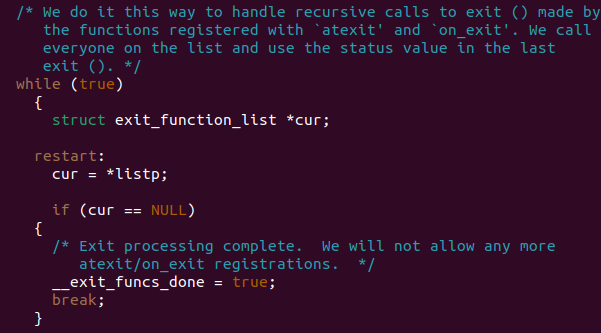 /* We do it this way to handle recursive calls to exit () made by
the functions registered with `atexit' and `on_exit'. We call
everyone on the list and use the status value in the last
exit (). */
while (true)
{
struct exit_function_list *cur;
restart:
cur = *listp;
if (cur == NULL)
{
/* Exit processing complete.  We will not allow any more
atexit/on_exit registrations.  */
__exit_funcs_done = true;
break;
}